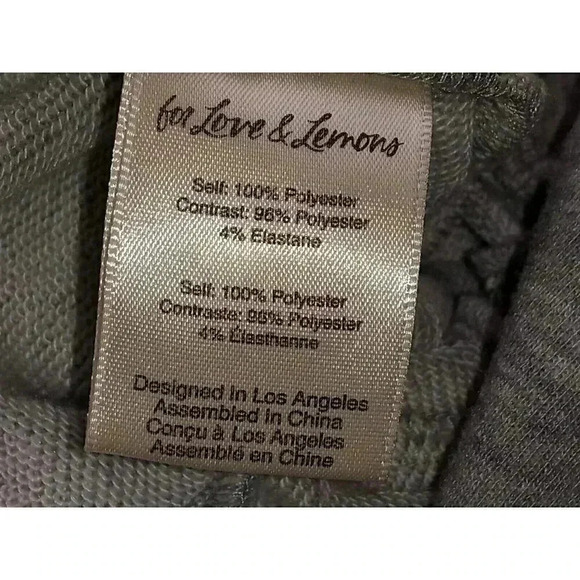 for Love & Lemons
Self: 100% Polyester
Contrast: 96% Polyester
4% Elastane
Self: 100% Polyester
Contraste: 96% Polyester
4% Élasthanne
Designed in Los Angeles
Assembled in China
Conçu à Los Angeles
Assemblé en Chine